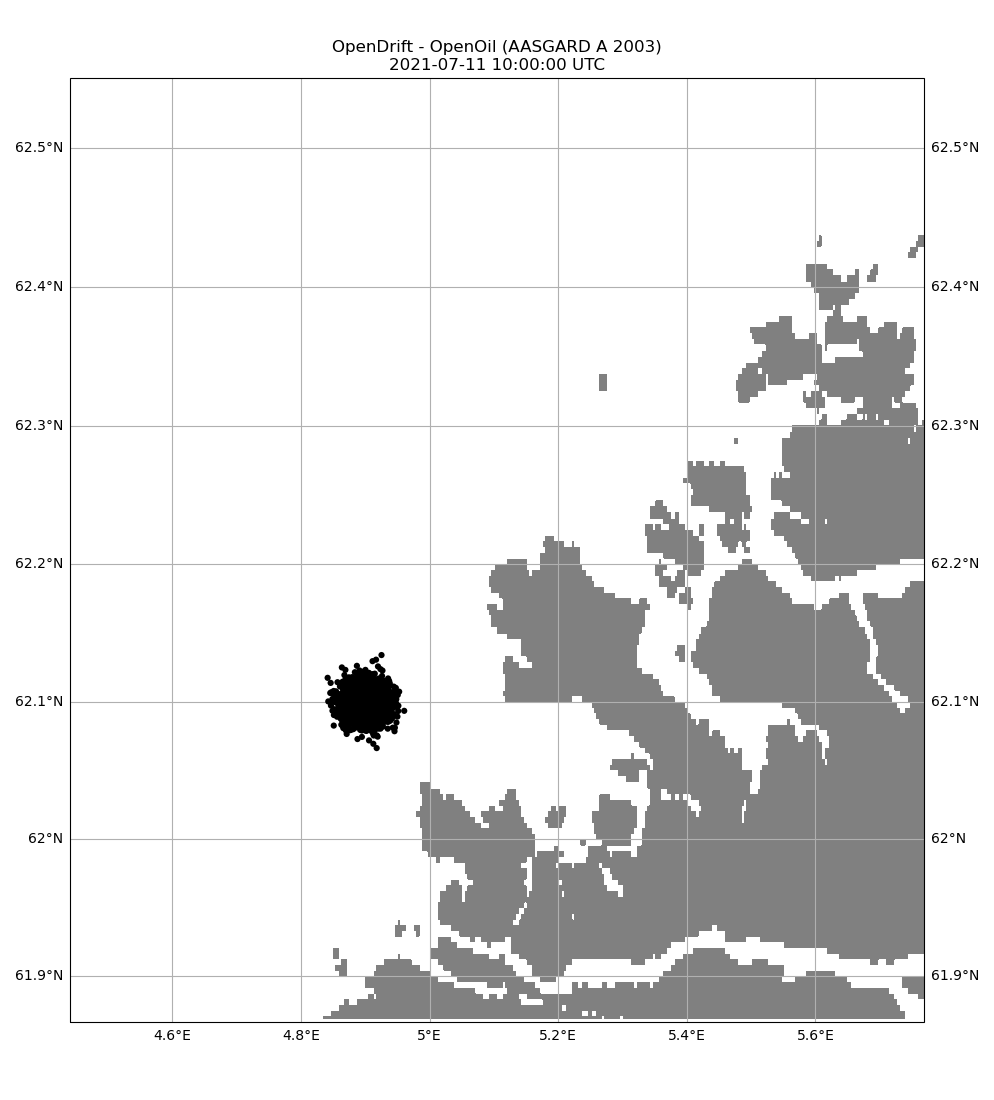 OpenDrift - OpenOil (AASGARD A 2003)
2021-07-11 10:00:00 UTC
62.5°N 62.5°N
62.4°N 62.4°N
62.3°N 62.3°N
62.2°N 62.2°N
62.1°N 62.1°N
62°N 62°N
61.9°N 61.9°N
4.6°E 4.8°E 5°E 5.2°E 5.4°E 5.6°E